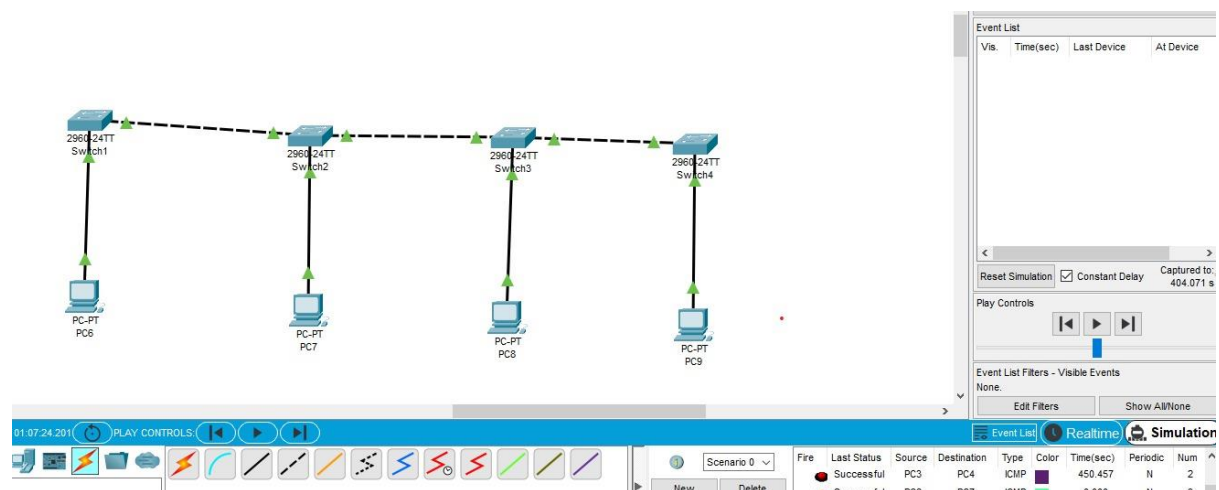 Event List
Vis. Time(sec) Last Device At Device
2960-24TT
Switch1
2960-24TT
Switch2
2960-24TT
Switch3
2960-24TT
Switch4
PC-PT
PC6
PC-PT
PC7
PC-PT
PC8
PC-PT
PC9
Reset Simulation Constant Delay Captured to:
404.071 s
Play Controls
Event List Filters - Visible Events
None.
Edit Filters Show All/None
01:07:24.201 PLAY CONTROLS: Event List Realtime Simulation
Scenario 0 Fire Last Status Source Destination Type Color Time(sec) Periodic Num
Successful PC3 PC4 ICMP 450.457 N 2
New Delete